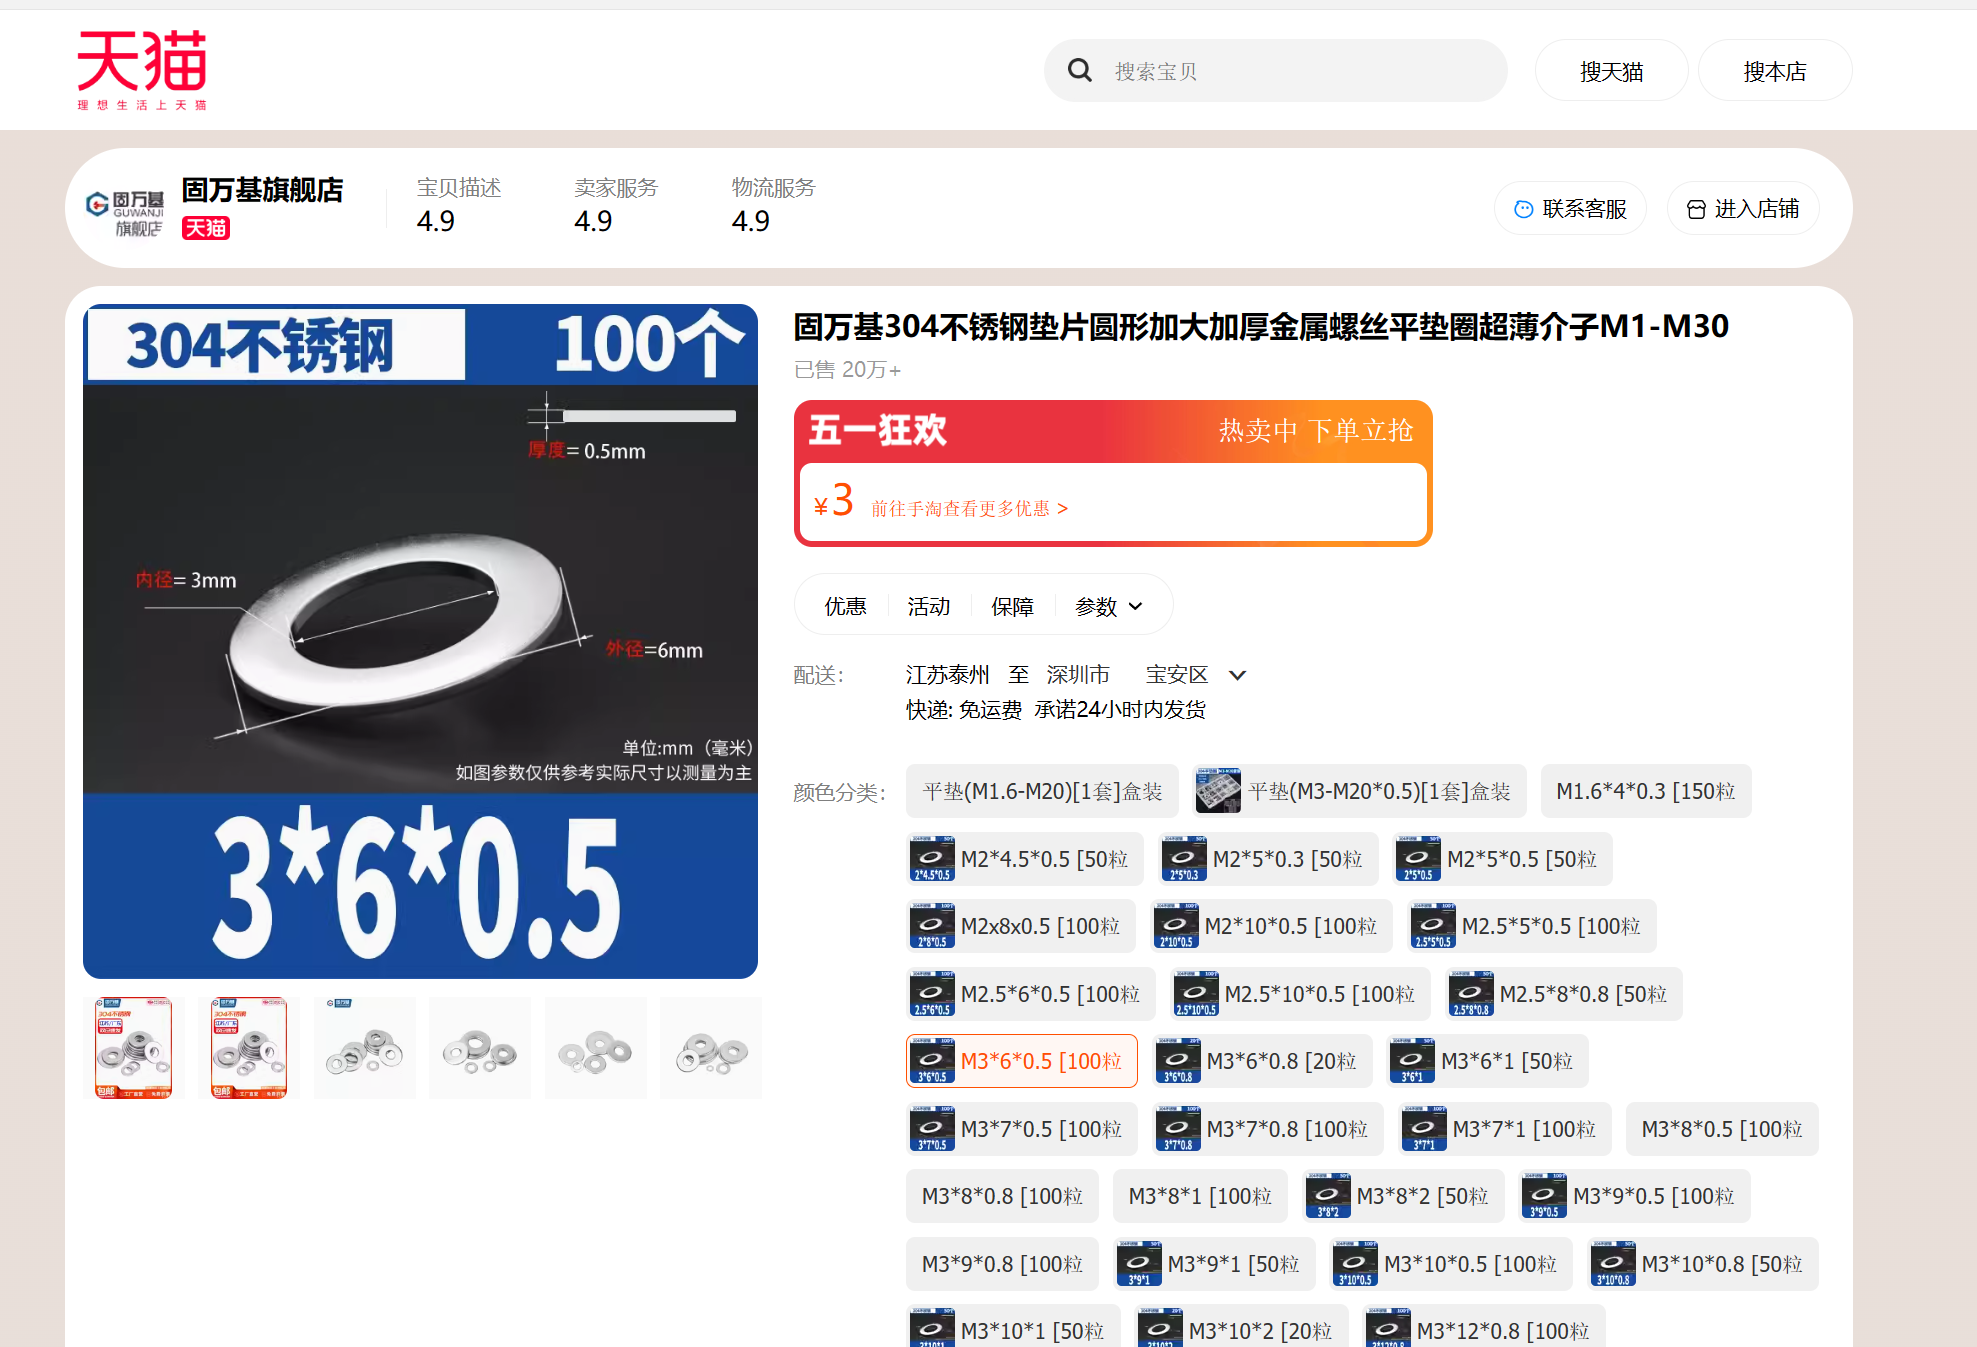 天猫
理想生活上天猫
搜索宝贝
搜天猫
搜本店
固万基
GUWANJI
旗舰店
固万基旗舰店
天猫
宝贝描述
4.9
卖家服务
4.9
物流服务
4.9
联系客服
进入店铺
304不锈钢 100个
厚度= 0.5mm
内径= 3mm
外径=6mm
单位:mm（毫米）
如图参数仅供参考实际尺寸以测量为主
3*6*0.5
固万基304不锈钢垫片圆形加大加厚金属螺丝平垫圈超薄介子M1-M30
已售 20万+
五一狂欢 热卖中 下单立抢
¥3 前往手淘查看更多优惠 >
优惠 活动 保障 参数
配送: 江苏泰州 至 深圳市 宝安区
快递: 免运费 承诺24小时内发货
颜色分类: 平垫(M1.6-M20)[1套]盒装 平垫(M3-M20*0.5)[1套]盒装 M1.6*4*0.3 [150粒
M2*4.5*0.5 [50粒 M2*5*0.3 [50粒 M2*5*0.5 [50粒
M2x8x0.5 [100粒 M2*10*0.5 [100粒 M2.5*5*0.5 [100粒
M2.5*6*0.5 [100粒 M2.5*10*0.5 [100粒 M2.5*8*0.8 [50粒
M3*6*0.5 [100粒 M3*6*0.8 [20粒 M3*6*1 [50粒
M3*7*0.5 [100粒 M3*7*0.8 [100粒 M3*7*1 [100粒 M3*8*0.5 [100粒
M3*8*0.8 [100粒 M3*8*1 [100粒 M3*8*2 [50粒 M3*9*0.5 [100粒
M3*9*0.8 [100粒 M3*9*1 [50粒 M3*10*0.5 [100粒 M3*10*0.8 [50粒
M3*10*1 [50粒 M3*10*2 [20粒 M3*12*0.8 [100粒